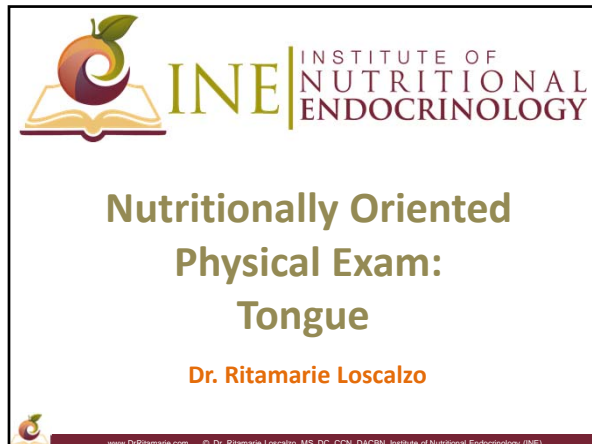 INE
INSTITUTE OF
NUTRITIONAL
ENDOCRINOLOGY
Nutritionally Oriented
Physical Exam:
Tongue
Dr. Ritamarie Loscalzo
www.DrRitamarie.com © Dr. Ritamarie Loscalzo, MS, DC, CCN, DACBN, Institute of Nutritional Endocrinology (INE)